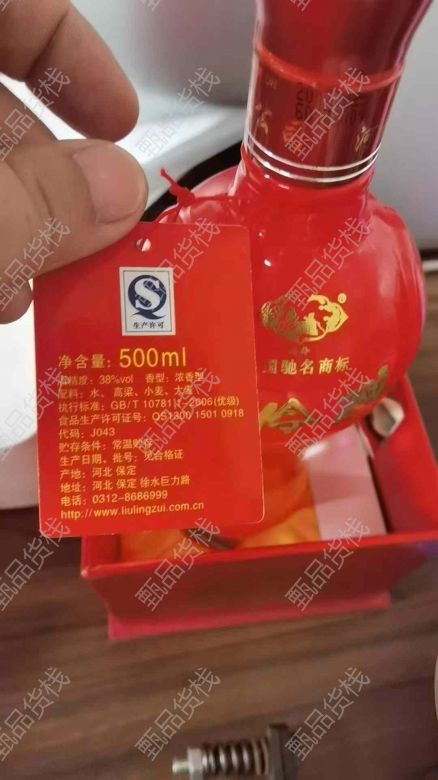 生产许可
净含量：500ml
酒精度：38%vol 香型：浓香型
配料：水、高粱、小麦、大麦
执行标准：GB/T 10781.1-2006(优级)
食品生产许可证号：QS1300 1501 0918
代码：J043
贮存条件：常温贮存
生产日期、批号：见合格证
产地：河北 保定
地址：河北 保定 徐水巨力路
电话：0312-8686999
http://www.liulingzui.com.cn
国驰名商标
伶
甄品货栈